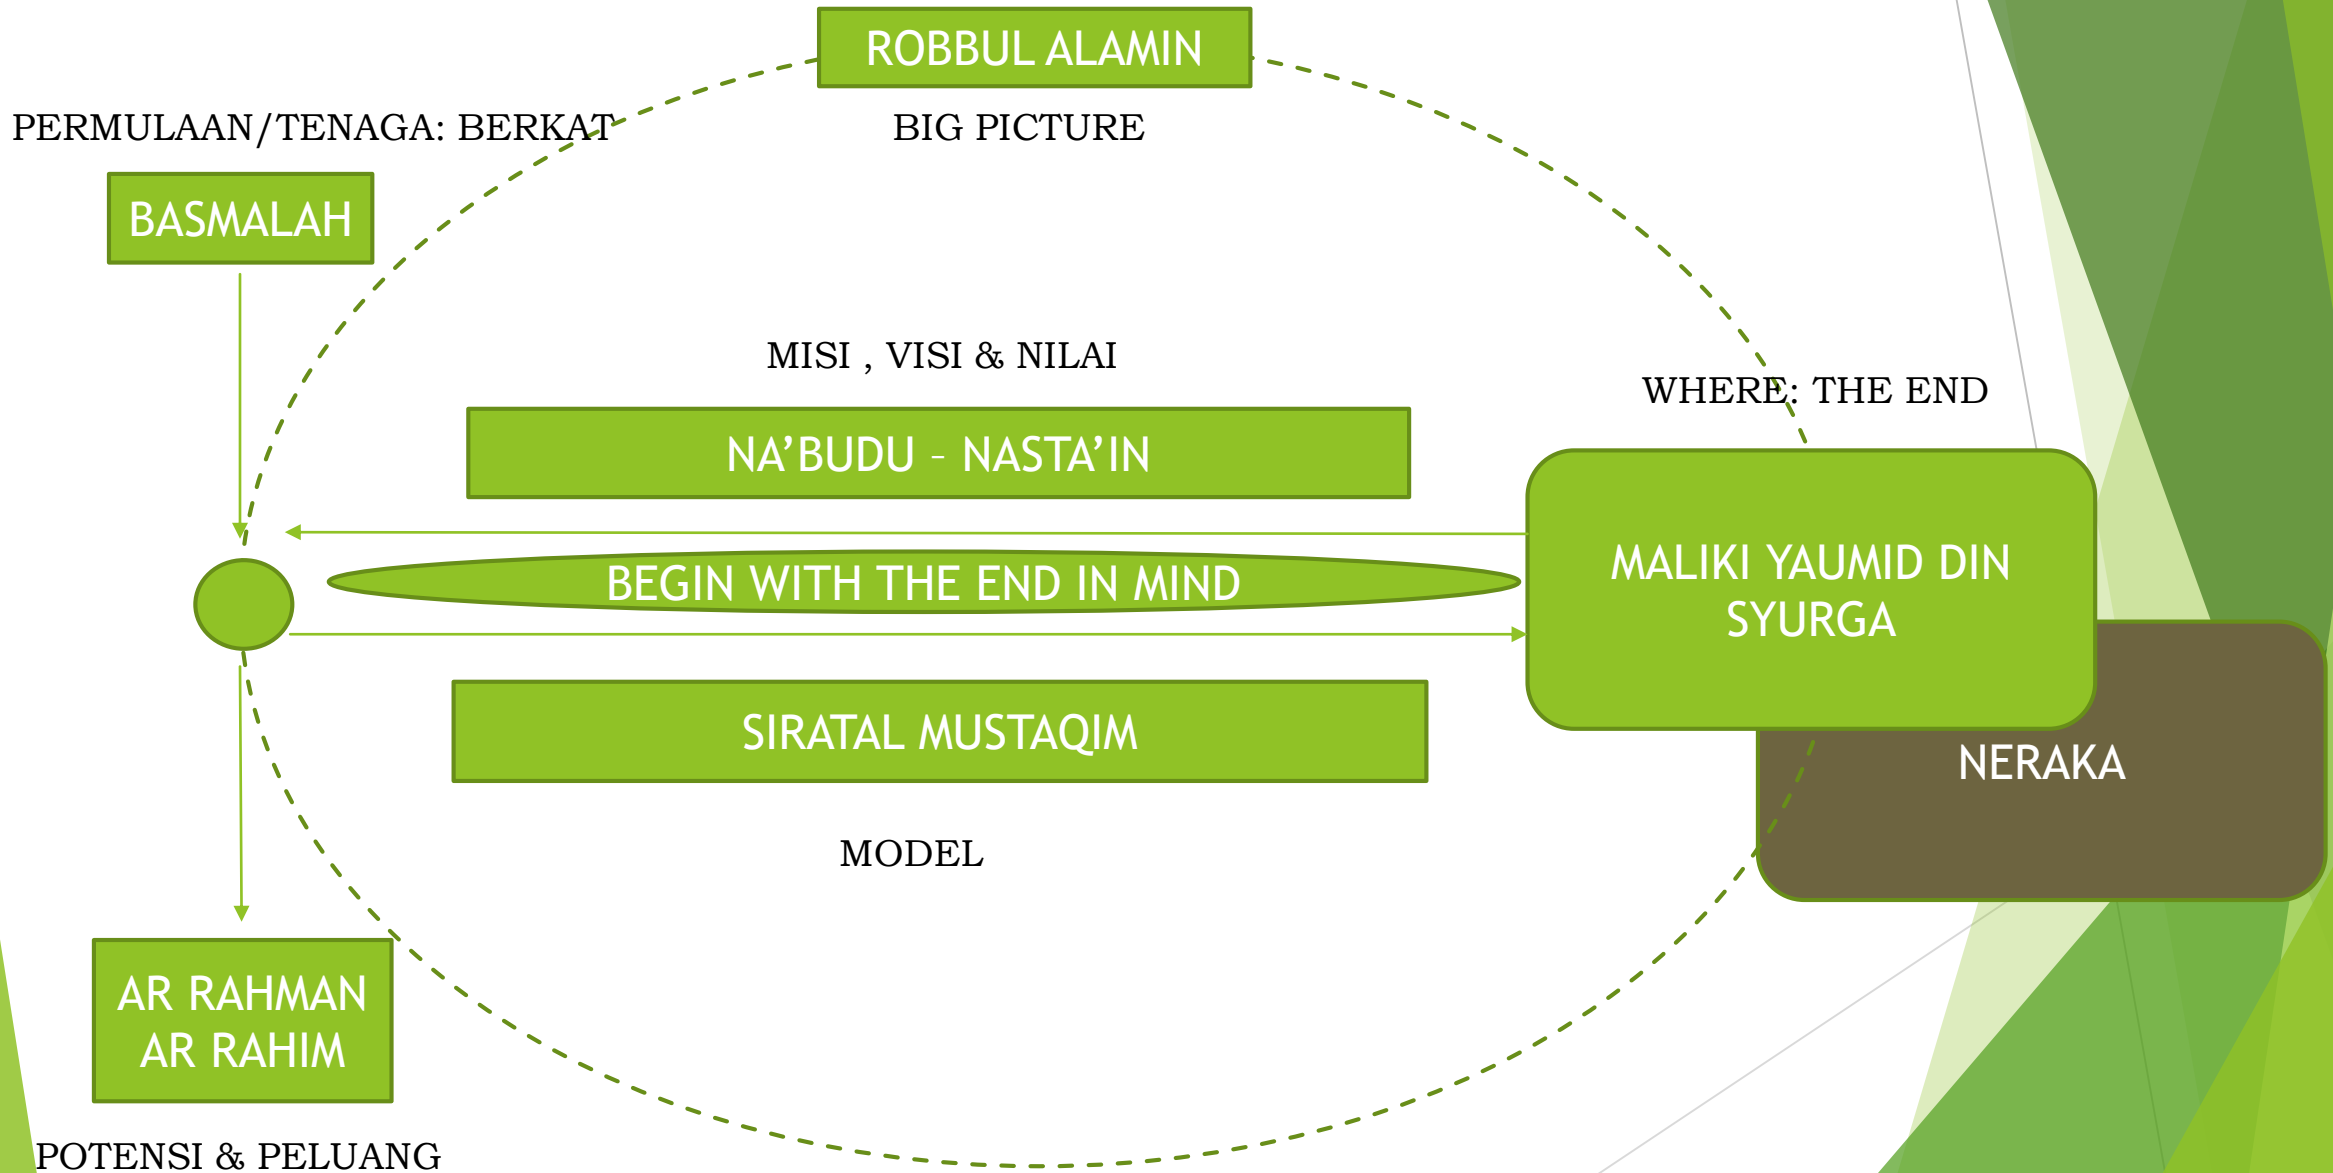 ROBBUL ALAMIN
PERMULAAN/TENAGA: BERKAT
BIG PICTURE
BASMALAH
MISI , VISI & NILAI
WHERE: THE END
NA’BUDU – NASTA’IN
BEGIN WITH THE END IN MIND
MALIKI YAUMID DIN
SYURGA
SIRATAL MUSTAQIM
NERAKA
MODEL
AR RAHMAN
AR RAHIM
POTENSI & PELUANG